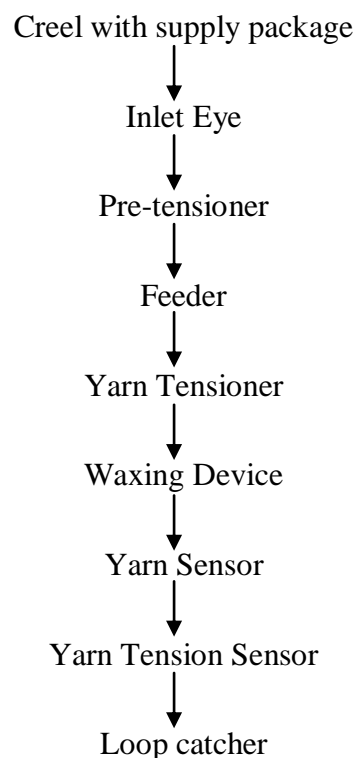 Creel with supply package
Inlet Eye
Pre-tensioner
Feeder
Yarn Tensioner
Waxing Device
Yarn Sensor
Yarn Tension Sensor
Loop catcher